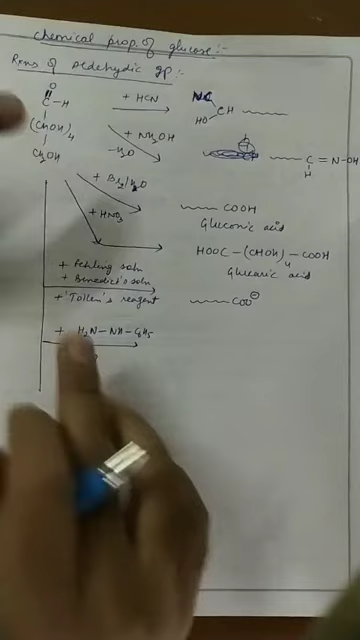 chemical prop. of glucose :-
Rxns of aldehydic gp :-
O
C-H
(CHOH)4
CH2OH
+ HCN
NC
HO CH
+ NH2OH
-H2O
C = N-OH
H
+ Br2/H2O
COOH
Gluconic acid
+ HNO3
HOOC-(CHOH)4-COOH
Glucaric acid
+ Fehling soln
+ Benedict's soln
+ 'Tollen's reagent
COO⊖
+ H2N-NH-C6H5